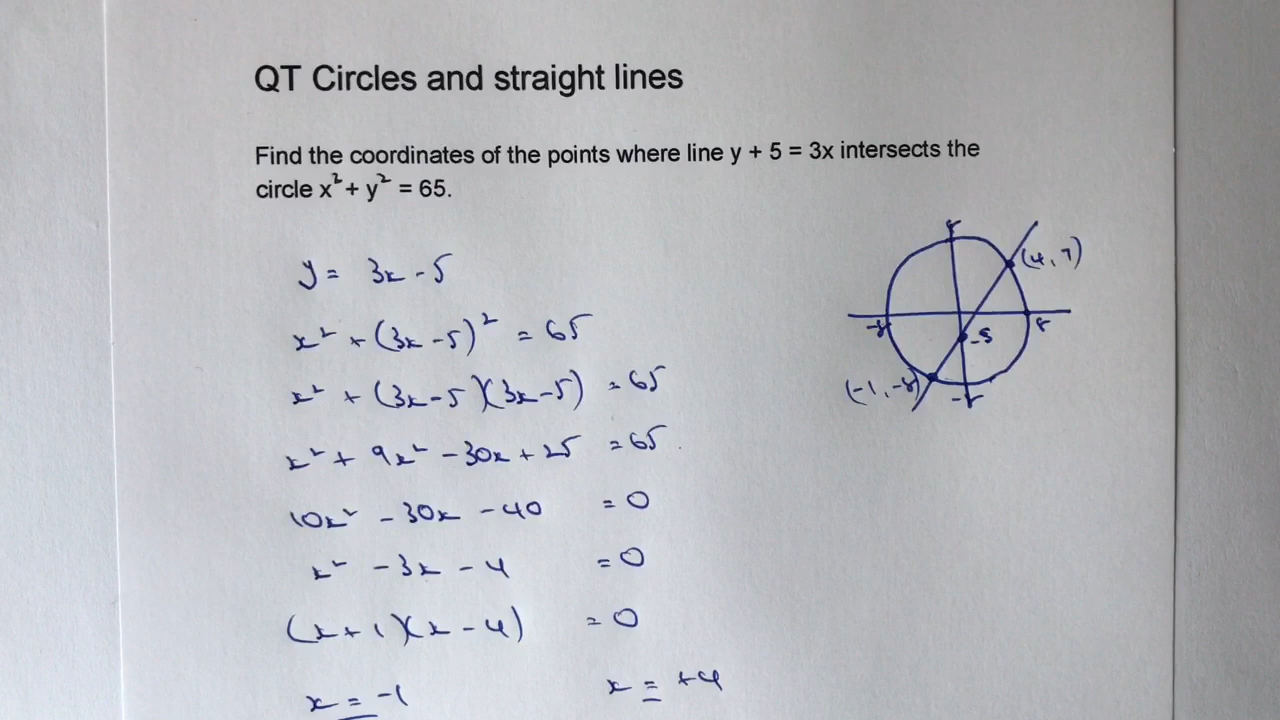 QT Circles and straight lines
Find the coordinates of the points where line y + 5 = 3x intersects the
circle x² + y² = 65.
y = 3x - 5
x² + (3x - 5)² = 65
x² + (3x - 5)(3x - 5) = 65
x² + 9x² - 30x + 25 = 65
10x² - 30x - 40 = 0
x² - 3x - 4 = 0
(x + 1)(x - 4) = 0
x = -1 x = +4
8
(4, 7)
-8 8
-5
(-1, -8)
-8